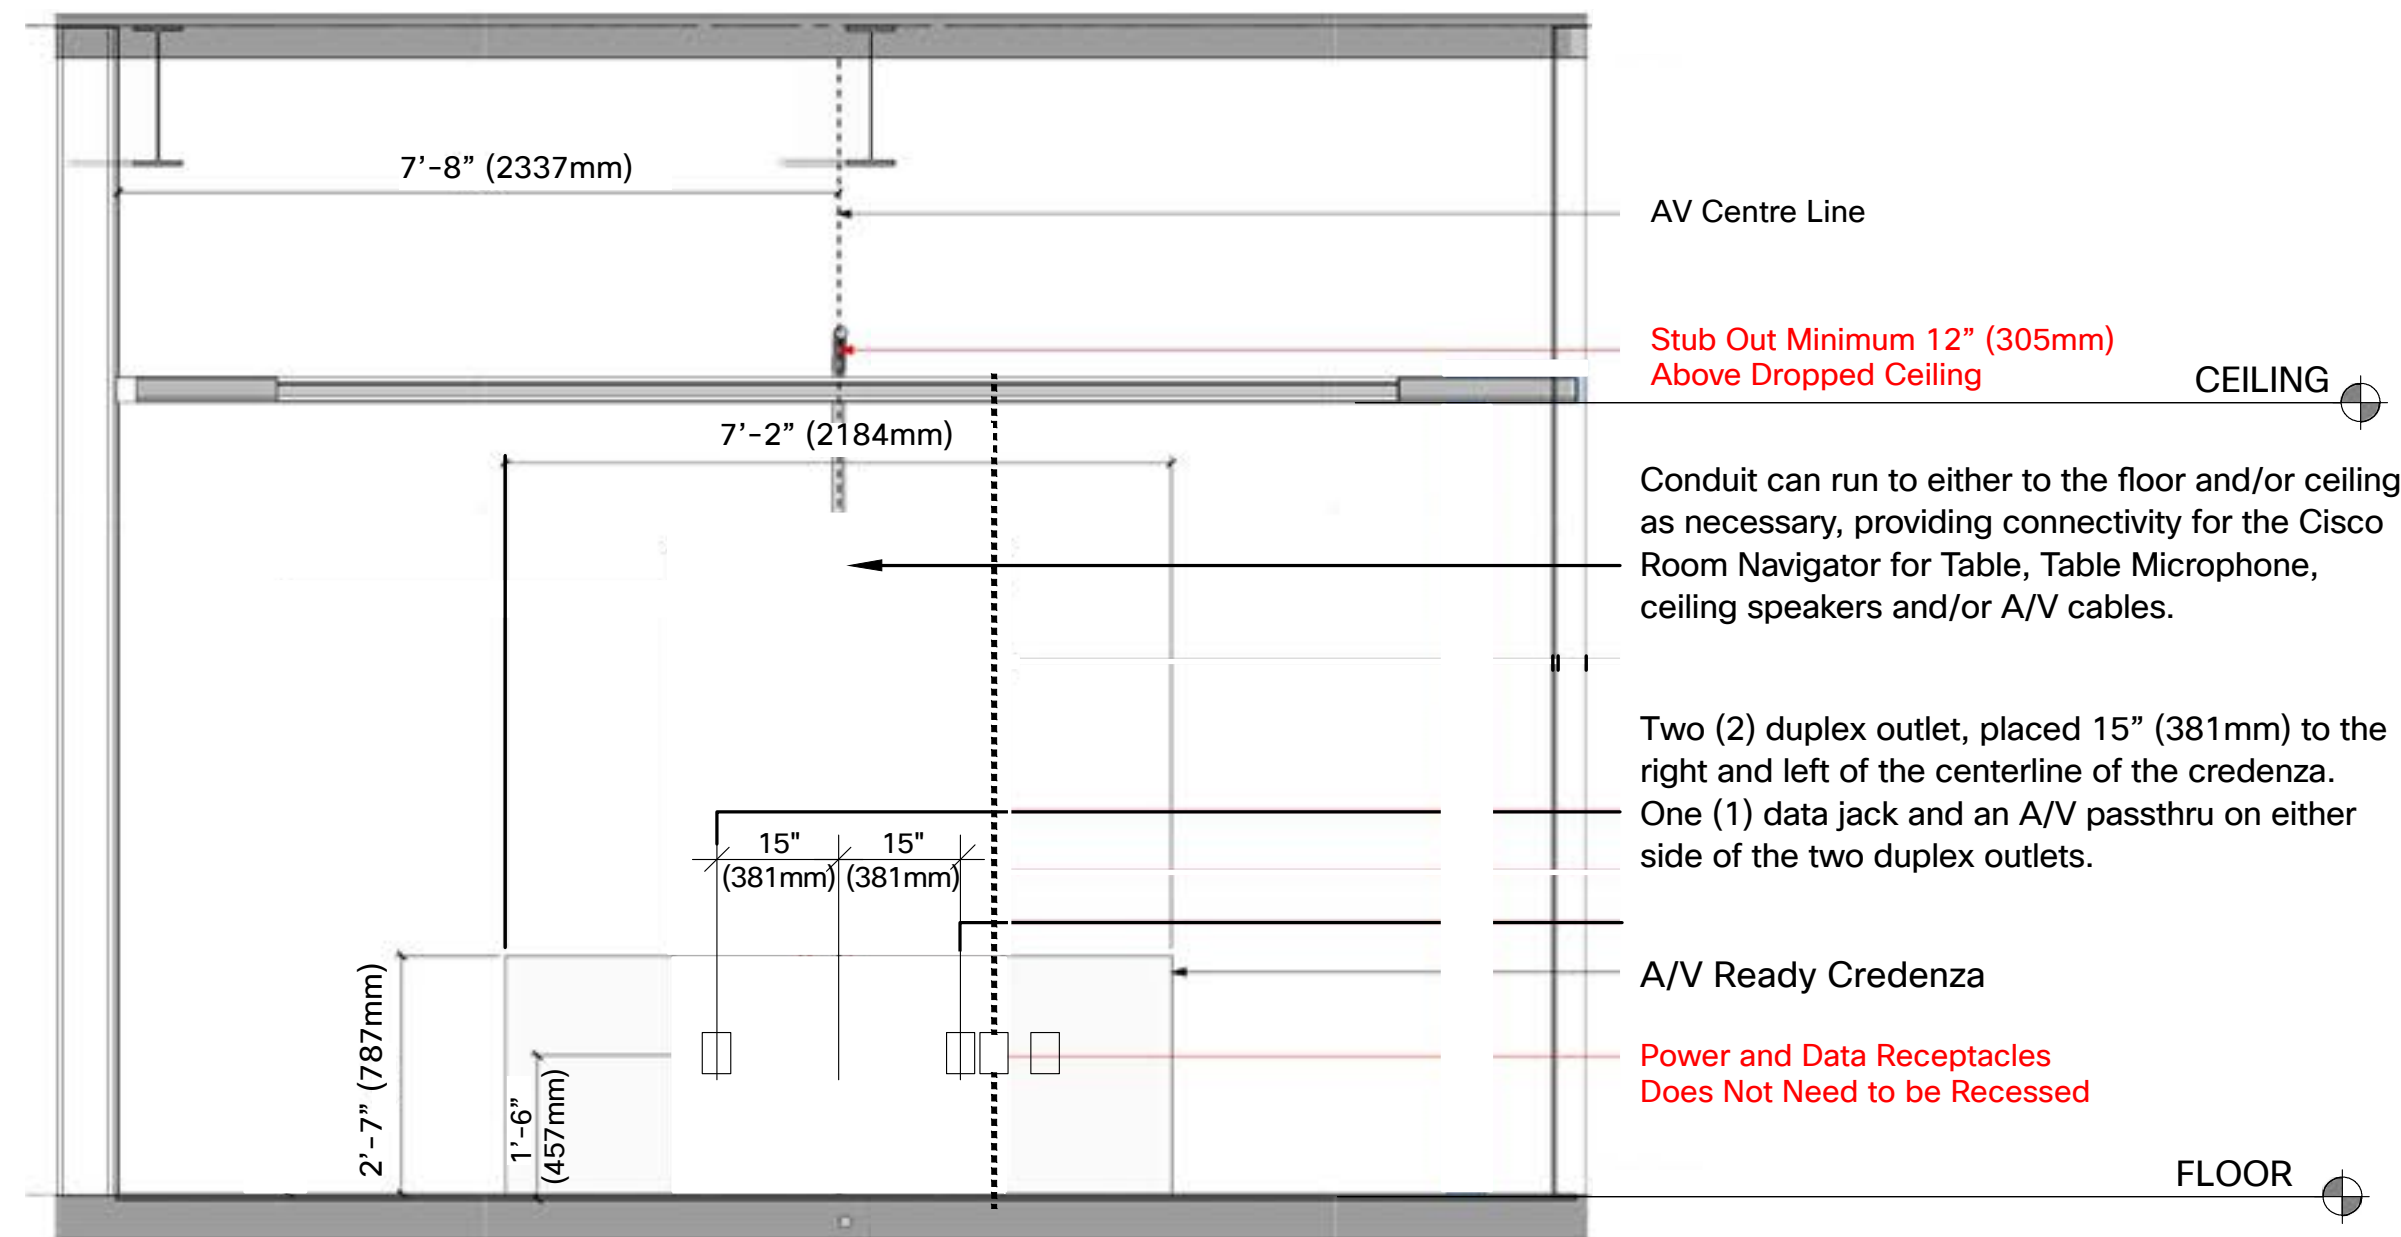 7’-8” (2337mm)
AV Centre Line
Stub Out Minimum 12” (305mm)
Above Dropped Ceiling
CEILING
7’-2” (2184mm)
Conduit can run to either to the floor and/or ceiling
as necessary, providing connectivity for the Cisco
Room Navigator for Table, Table Microphone,
ceiling speakers and/or A/V cables.
Two (2) duplex outlet, placed 15” (381mm) to the
right and left of the centerline of the credenza.
One (1) data jack and an A/V passthru on either
side of the two duplex outlets.
15" 15"
(381mm) (381mm)
A/V Ready Credenza
2’-7” (787mm)
1’-6”
(457mm)
Power and Data Receptacles
Does Not Need to be Recessed
FLOOR